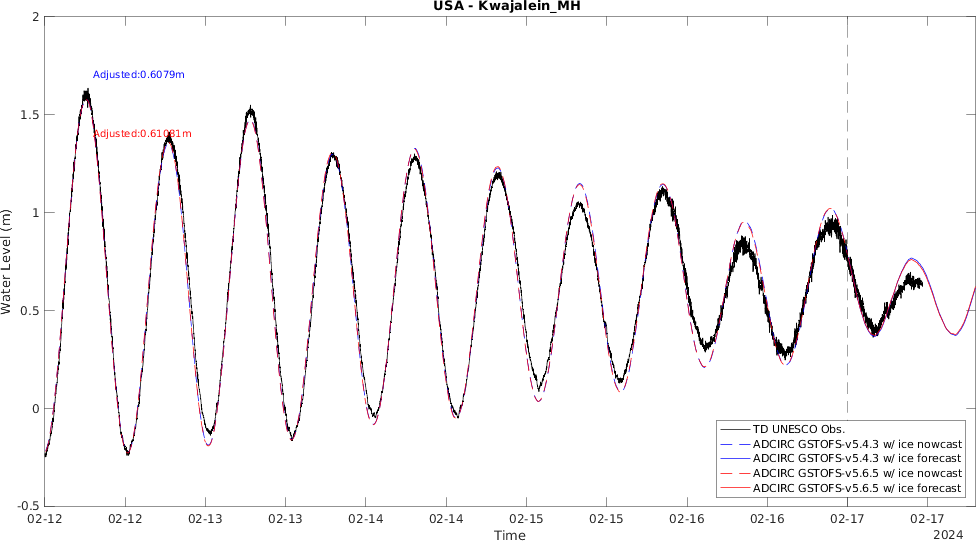 USA - Kwajalein_MH
2
1.5
1
0.5
0
-0.5
Water Level (m)
Adjusted:0.6079m
Adjusted:0.61081m
TD UNESCO Obs.
ADCIRC GSTOFS-v5.4.3 w/ ice nowcast
ADCIRC GSTOFS-v5.4.3 w/ ice forecast
ADCIRC GSTOFS-v5.6.5 w/ ice nowcast
ADCIRC GSTOFS-v5.6.5 w/ ice forecast
02-12 02-12 02-13 02-13 02-14 02-14 02-15 02-15 02-16 02-16 02-17 02-17
Time
2024